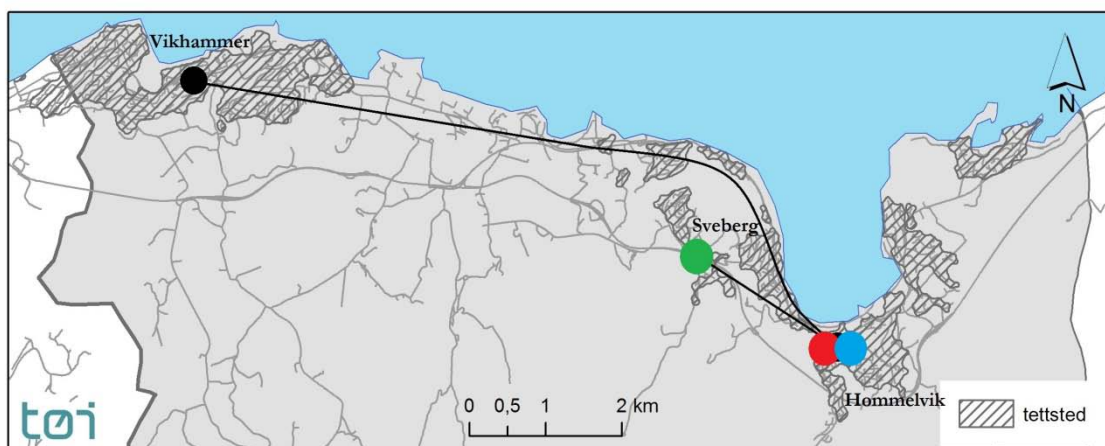 Vikhammer
N
Sveberg
Hommelvik
0 0,5 1 2 km
tettsted
tøi